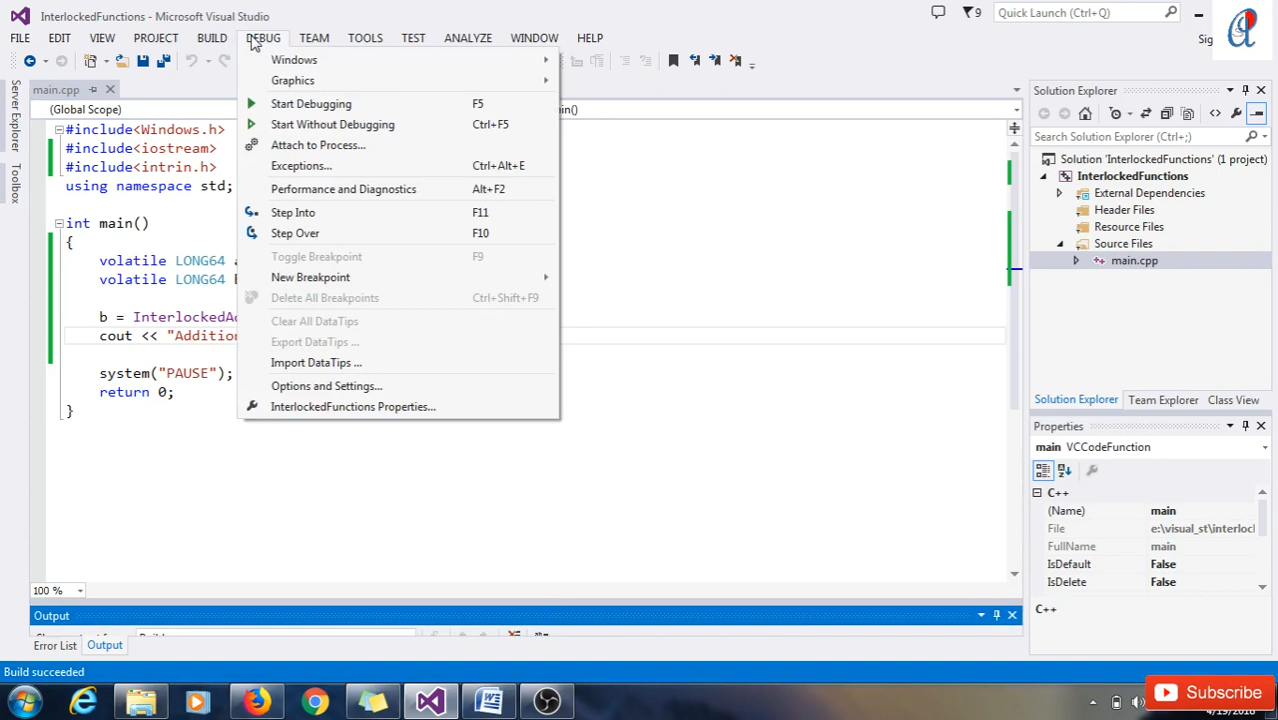 InterlockedFunctions - Microsoft Visual Studio
9
Quick Launch (Ctrl+Q)
FILE EDIT VIEW PROJECT BUILD DEBUG TEAM TOOLS TEST ANALYZE WINDOW HELP
main.cpp
(Global Scope)
Server Explorer
Toolbox
#include<Windows.h>
#include<iostream>
#include<intrin.h>
using namespace std;
int main()
{
volatile LONG64
volatile LONG64
b =
cout <<
system("PAUSE");
return 0;
}
Windows
Graphics
Start Debugging F5
Start Without Debugging Ctrl+F5
Attach to Process...
Exceptions... Ctrl+Alt+E
Performance and Diagnostics Alt+F2
Step Into F11
Step Over F10
Toggle Breakpoint F9
New Breakpoint
Delete All Breakpoints Ctrl+Shift+F9
Clear All DataTips
Export DataTips ...
Import DataTips ...
Options and Settings...
InterlockedFunctions Properties...
Solution Explorer
Search Solution Explorer (Ctrl+;)
Solution 'InterlockedFunctions' (1 project)
InterlockedFunctions
External Dependencies
Header Files
Resource Files
Source Files
main.cpp
Solution Explorer Team Explorer Class View
Properties
main VCCodeFunction
C++
(Name) main
File e:\visual_st\interlock
FullName main
IsDefault False
IsDelete False
C++
100 %
Output
Error List Output
Build succeeded
Subscribe